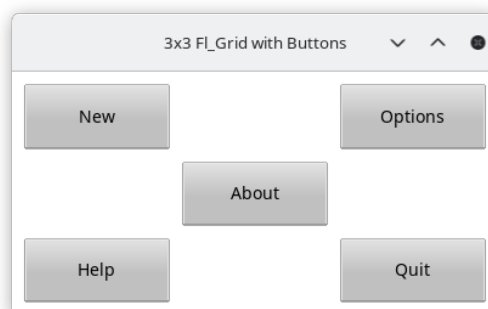 3x3 Fl_Grid with Buttons
New
Options
About
Help
Quit